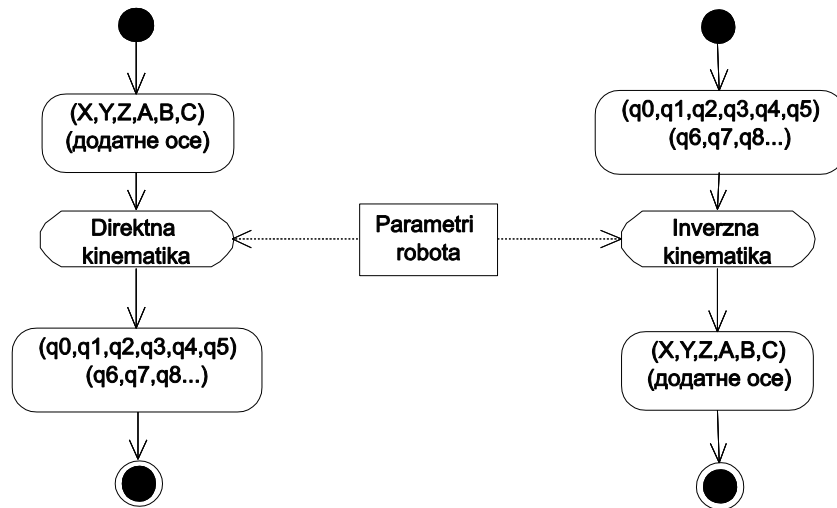 (X,Y,Z,A,B,C)
(додатне осе)
Direktna
kinematika
(q0,q1,q2,q3,q4,q5)
(q6,q7,q8...)
Parametri
robota
(q0,q1,q2,q3,q4,q5)
(q6,q7,q8...)
Inverzna
kinematika
(X,Y,Z,A,B,C)
(додатне осе)